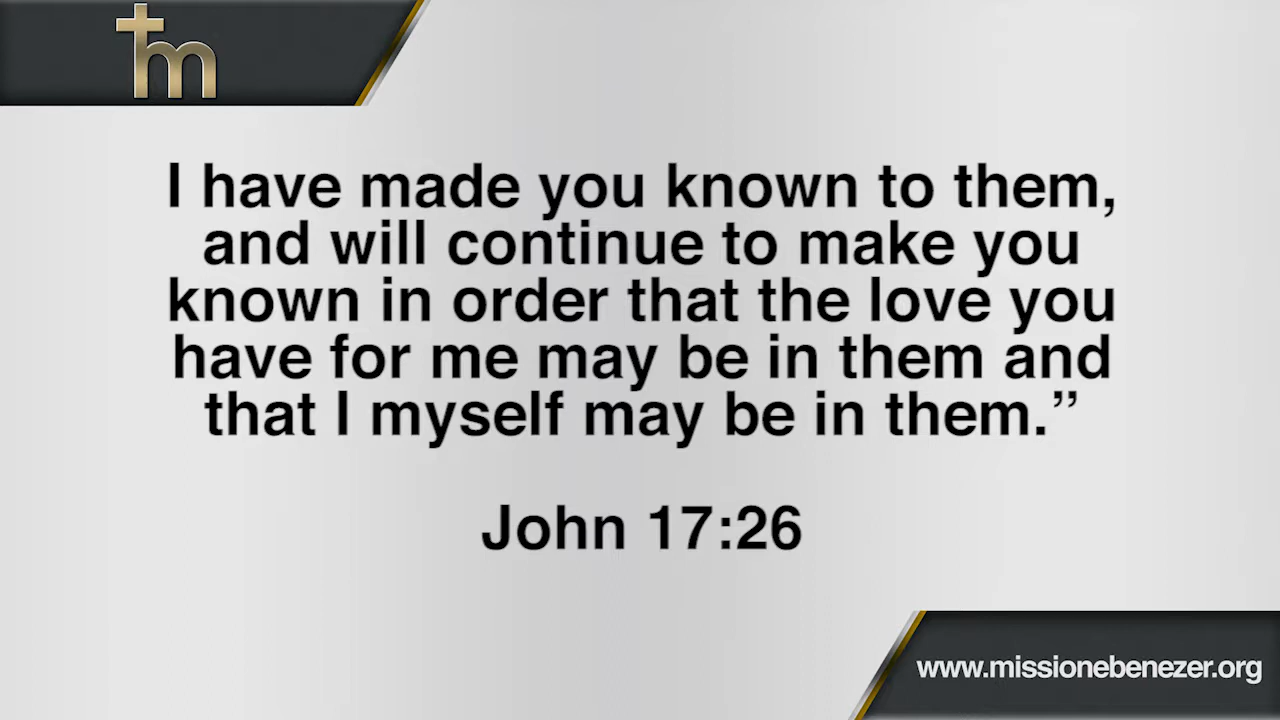 m
I have made you known to them,
and will continue to make you
known in order that the love you
have for me may be in them and
that I myself may be in them.”
John 17:26
www.missionebenezer.org